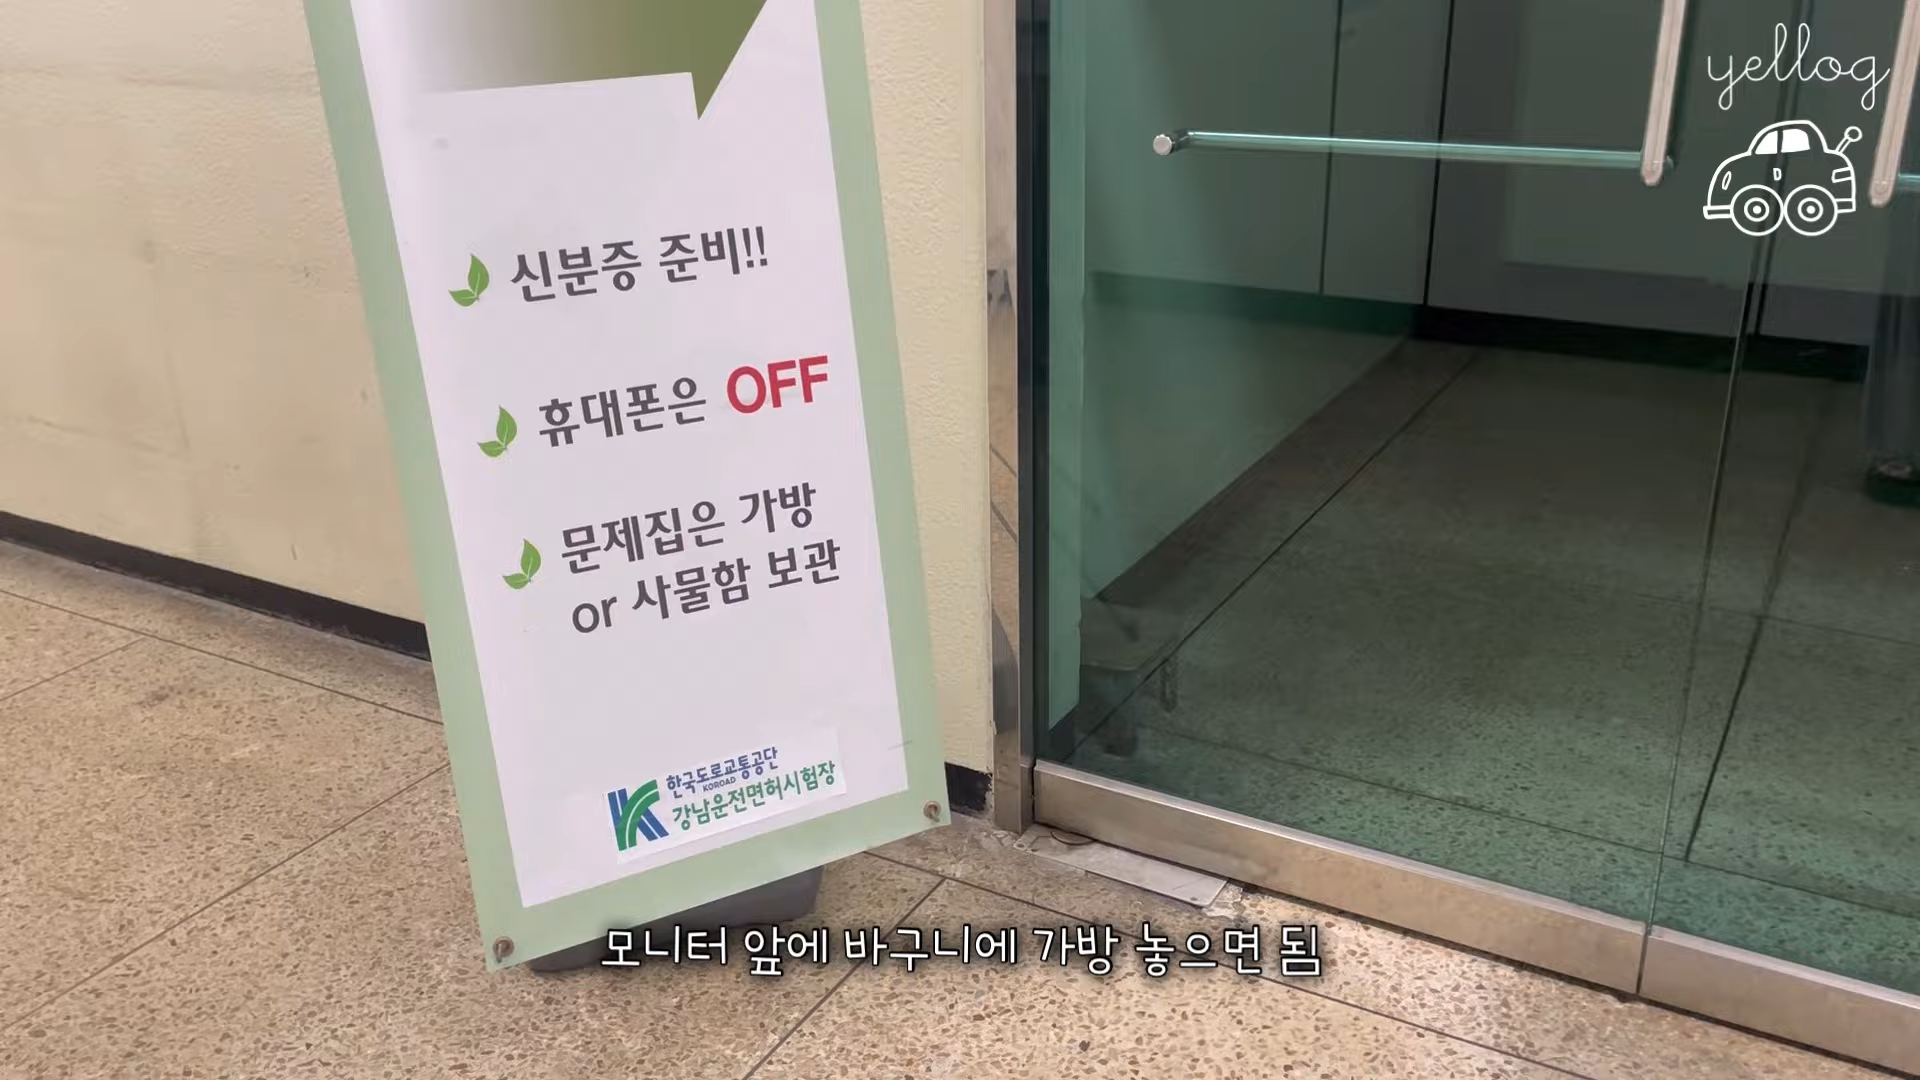 yellog
신분증 준비!!
휴대폰은 OFF
문제집은 가방
or 사물함 보관
한국도로교통공단
KOROAD
강남운전면허시험장
모니터 앞에 바구니에 가방 놓으면 됨